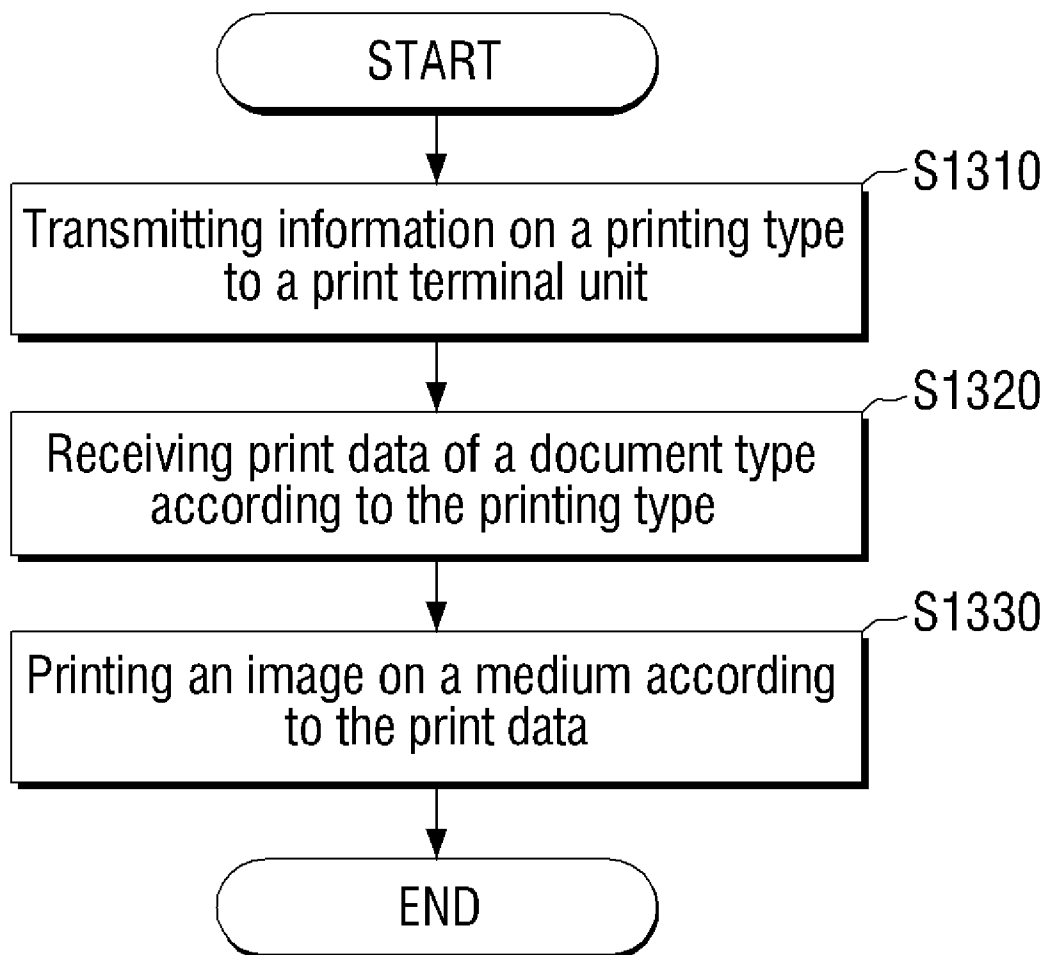 START
S1310
Transmitting information on a printing type
to a print terminal unit
S1320
Receiving print data of a document type
according to the printing type
S1330
Printing an image on a medium according
to the print data
END